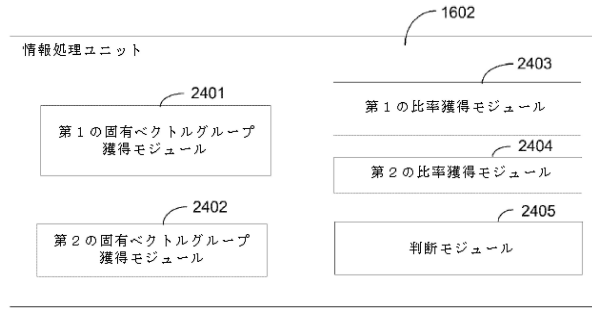 1602
情報処理ユニット
2401
第１の固有ベクトルグループ
獲得モジュール
2402
第２の固有ベクトルグループ
獲得モジュール
2403
第１の比率獲得モジュール
2404
第２の比率獲得モジュール
2405
判断モジュール